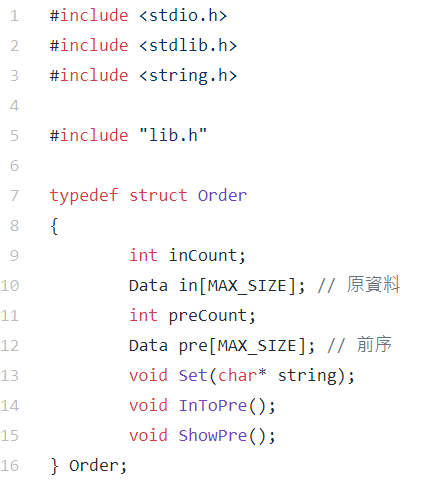 1 #include <stdio.h>
2 #include <stdlib.h>
3 #include <string.h>
4
5 #include "lib.h"
6
7 typedef struct Order
8 {
9 int inCount;
10 Data in[MAX_SIZE]; // 原資料
11 int preCount;
12 Data pre[MAX_SIZE]; // 前序
13 void Set(char* string);
14 void InToPre();
15 void ShowPre();
16 } Order;